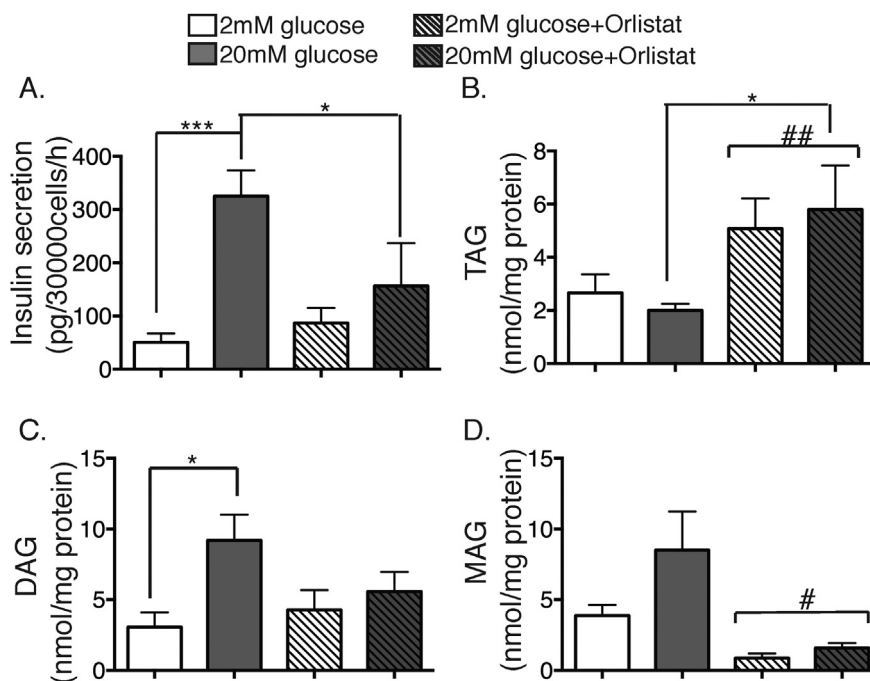 2mM glucose
2mM glucose+Orlistat
20mM glucose
20mM glucose+Orlistat
A.
Insulin secretion
(pg/30000cells/h)
400
300
200
100
0
***
*
B.
TAG
(nmol/mg protein)
8
6
4
2
0
*
##
C.
DAG
(nmol/mg protein)
15
10
5
0
*
D.
MAG
(nmol/mg protein)
15
10
5
0
#